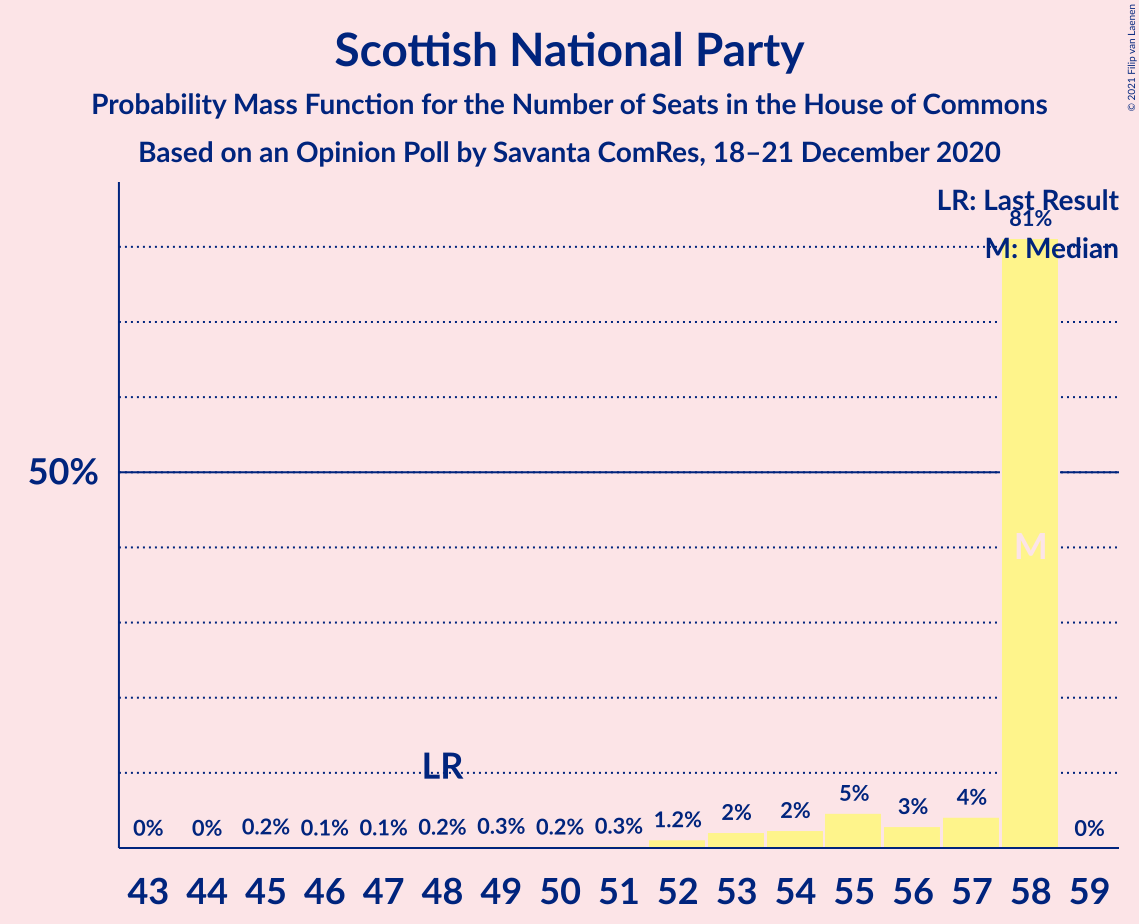 Scottish National Party
Probability Mass Function for the Number of Seats in the House of Commons
Based on an Opinion Poll by Savanta ComRes, 18–21 December 2020
© 2021 Filip van Laenen
LR: Last Result
81%
M: Median
50%
M
LR
0% 0% 0.2% 0.1% 0.1% 0.2% 0.3% 0.2% 0.3% 1.2% 2% 2% 5% 3% 4% 0%
43 44 45 46 47 48 49 50 51 52 53 54 55 56 57 58 59